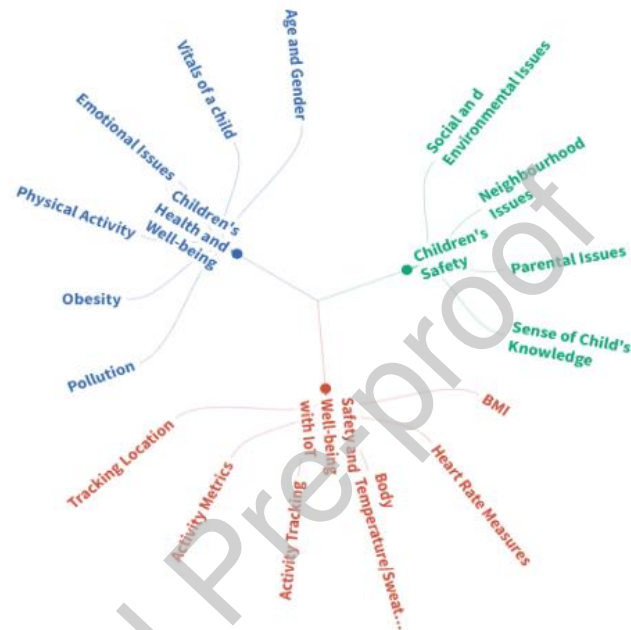 Age and Gender
Vitals of a child
Emotional Issues
Physical Activity
Obesity
Pollution
Children's
Health and
Well-being
Social an d
Environmental Issues
Neighbourhood
Issues
Parental Issues
Sense of Child's
Knowledge
Children's
Safety
BMI
Heart Rate Measures
Body
Temperature/Sweat...
Activity Tracking
Activity Metrics
Tracking Location
Safety and
Well-being
with IoT
Pre-proof